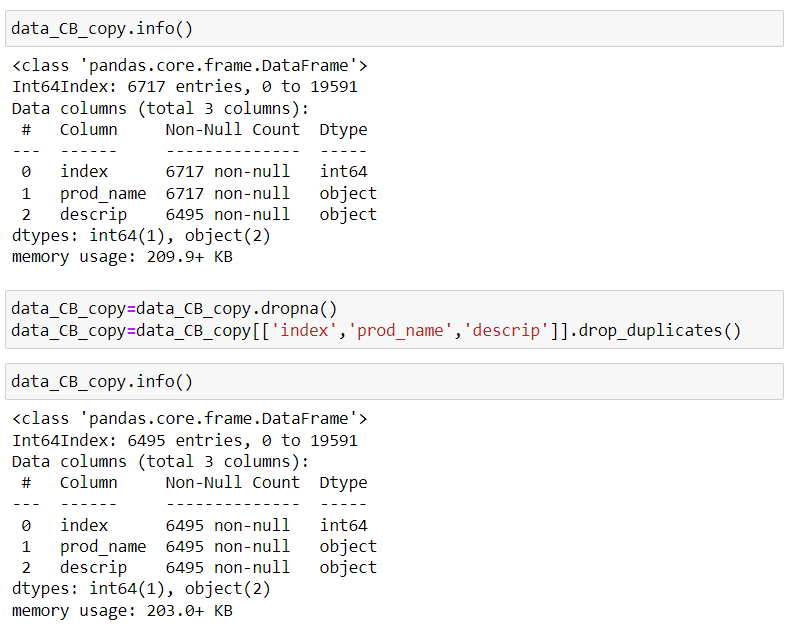 data_CB_copy.info()
<class 'pandas.core.frame.DataFrame'>
Int64Index: 6717 entries, 0 to 19591
Data columns (total 3 columns):
 #   Column     Non-Null Count  Dtype
---  ------     --------------  -----
 0   index      6717 non-null   int64
 1   prod_name  6717 non-null   object
 2   descrip    6495 non-null   object
dtypes: int64(1), object(2)
memory usage: 209.9+ KB
data_CB_copy=data_CB_copy.dropna()
data_CB_copy=data_CB_copy[['index','prod_name','descrip']].drop_duplicates()
data_CB_copy.info()
<class 'pandas.core.frame.DataFrame'>
Int64Index: 6495 entries, 0 to 19591
Data columns (total 3 columns):
 #   Column     Non-Null Count  Dtype
---  ------     --------------  -----
 0   index      6495 non-null   int64
 1   prod_name  6495 non-null   object
 2   descrip    6495 non-null   object
dtypes: int64(1), object(2)
memory usage: 203.0+ KB